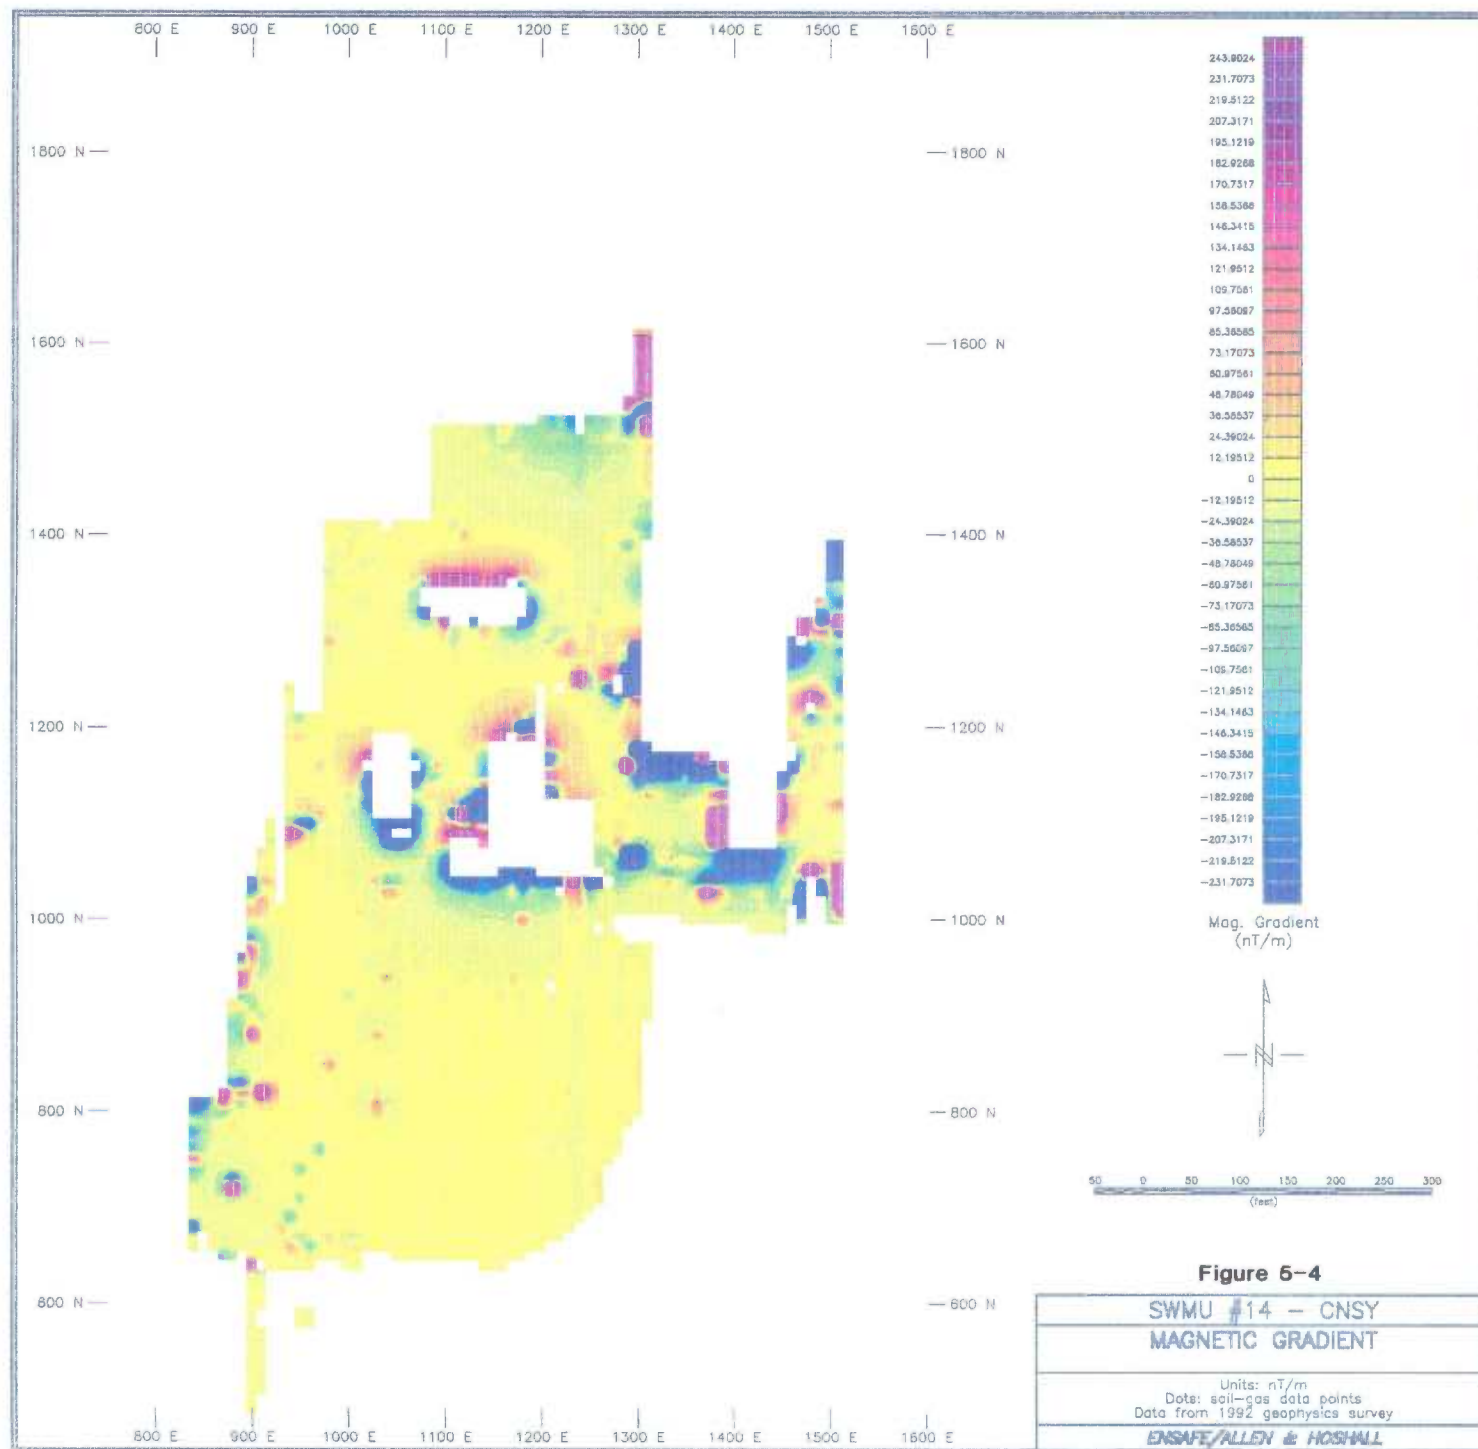 800 E 900 E 1000 E 1100 E 1200 E 1300 E 1400 E 1500 E 1600 E
243.9024
231.7073
219.5122
207.3171
195.1219
182.9268
170.7317
158.5366
146.3415
134.1463
121.9512
109.7561
97.56097
85.36585
73.17073
60.97561
48.78049
36.58537
24.39024
12.19512
0
-12.19512
-24.39024
-36.58537
-48.78049
-60.97561
-73.17073
-85.36585
-97.56097
-109.7561
-121.9512
-134.1463
-146.3415
-158.5366
-170.7317
-182.9268
-195.1219
-207.3171
-219.5122
-231.7073
Mag. Gradient
(nT/m)
1800 N 1800 N
1600 N 1600 N
1400 N 1400 N
1200 N 1200 N
1000 N 1000 N
800 N 800 N
600 N 600 N
N
50 0 50 100 150 200 250 300
(feet)
800 E 900 E 1000 E 1100 E 1200 E 1300 E 1400 E 1500 E 1600 E
Figure 5-4
SWMU #14 - CNSY
MAGNETIC GRADIENT
Units: nT/m
Dots: soil-gas data points
Data from 1992 geophysics survey
ENSAFE/ALLEN & HOSHALL